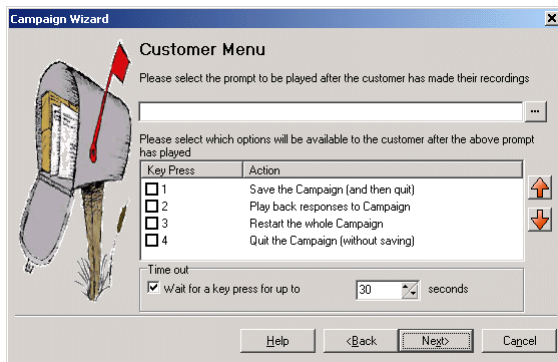 Campaign Wizard
Customer Menu
Please select the prompt to be played after the customer has made their recordings
...
Please select which options will be available to the customer after the above prompt
has played
Key Press Action
1 Save the Campaign (and then quit)
2 Play back responses to Campaign
3 Restart the whole Campaign
4 Quit the Campaign (without saving)
Time out
Wait for a key press for up to 30 seconds
Help <Back Next> Cancel